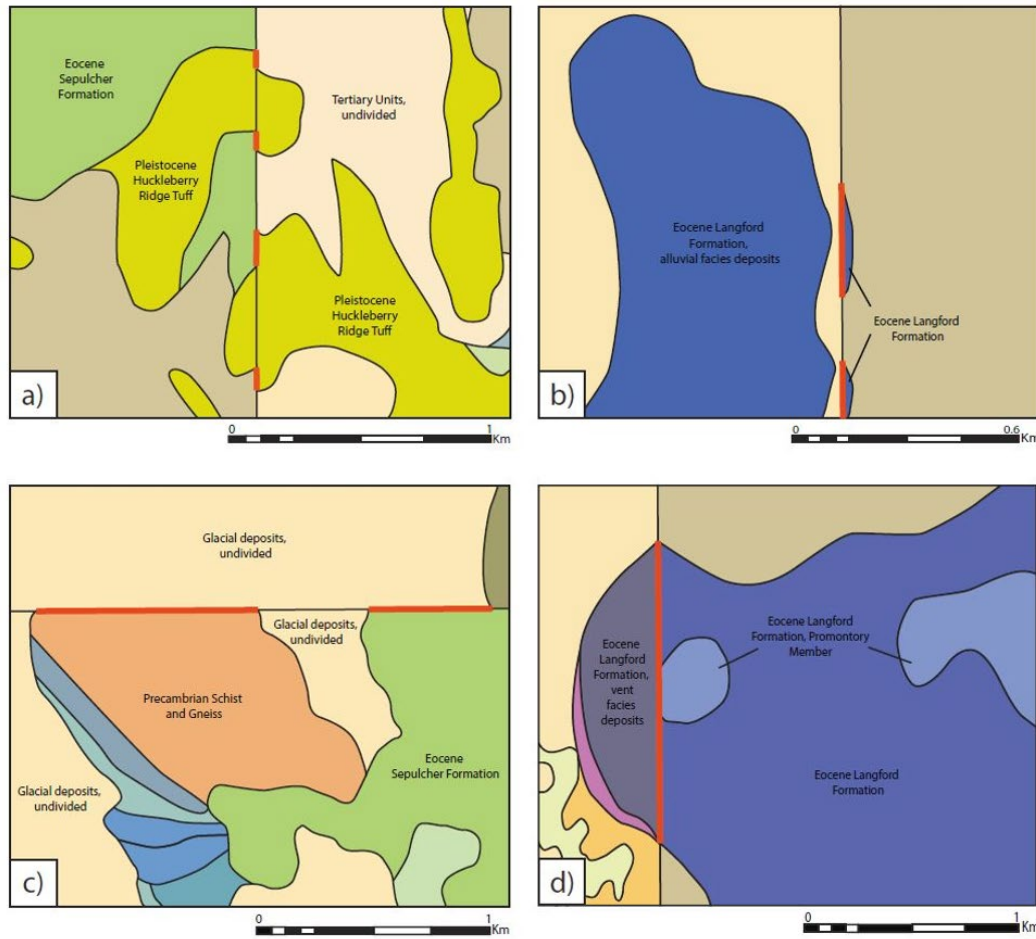 Eocene
Sepulcher
Formation
Tertiary Units,
undivided
Pleistocene
Huckleberry
Ridge Tuff
Pleistocene
Huckleberry
Ridge Tuff
a)
0 1
Km
Eocene Langford
Formation,
alluvial facies deposits
Eocene Langford
Formation
b)
0 0.6
Km
Glacial deposits,
undivided
Glacial deposits,
undivided
Precambrian Schist
and Gneiss
Eocene
Sepulcher Formation
Glacial deposits,
undivided
c)
0 1
Km
Eocene Langford
Formation, Promontory
Member
Eocene
Langford
Formation,
vent
facies
deposits
Eocene Langford
Formation
d)
0 1
Km